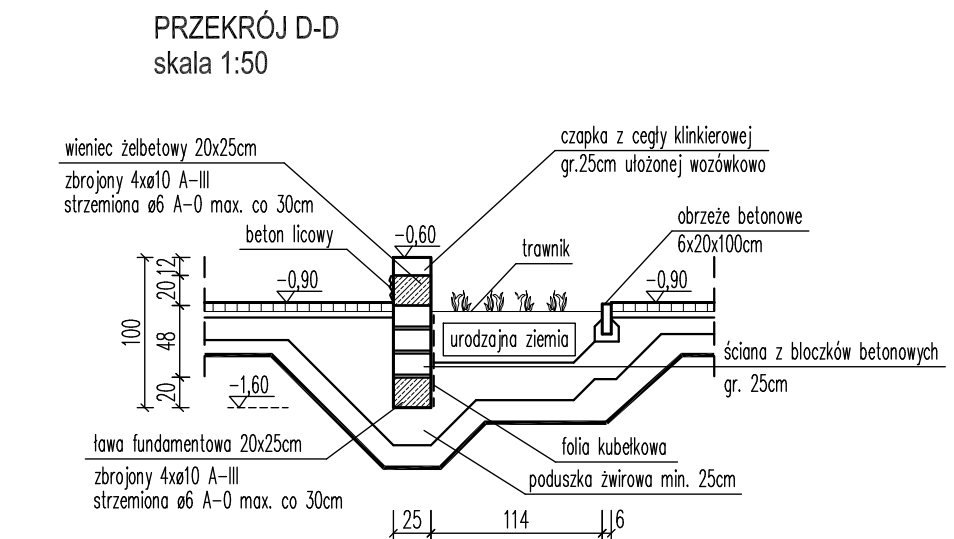 PRZEKRÓJ D-D
skala 1:50
wieniec żelbetowy 20x25cm
zbrojony 4xø10 A-III
strzemiona ø6 A-0 max. co 30cm
beton licowy
czapka z cegły klinkierowej
gr.25cm ułożonej wozówkowo
obrzeże betonowe
6x20x100cm
-0,60
trawnik
-0,90
-0,90
12
20
48
20
100
urodzajna ziemia
-1,60
ściana z bloczków betonowych
gr. 25cm
ława fundamentowa 20x25cm
zbrojony 4xø10 A-III
strzemiona ø6 A-0 max. co 30cm
folia kubełkowa
poduszka żwirowa min. 25cm
25
114
6